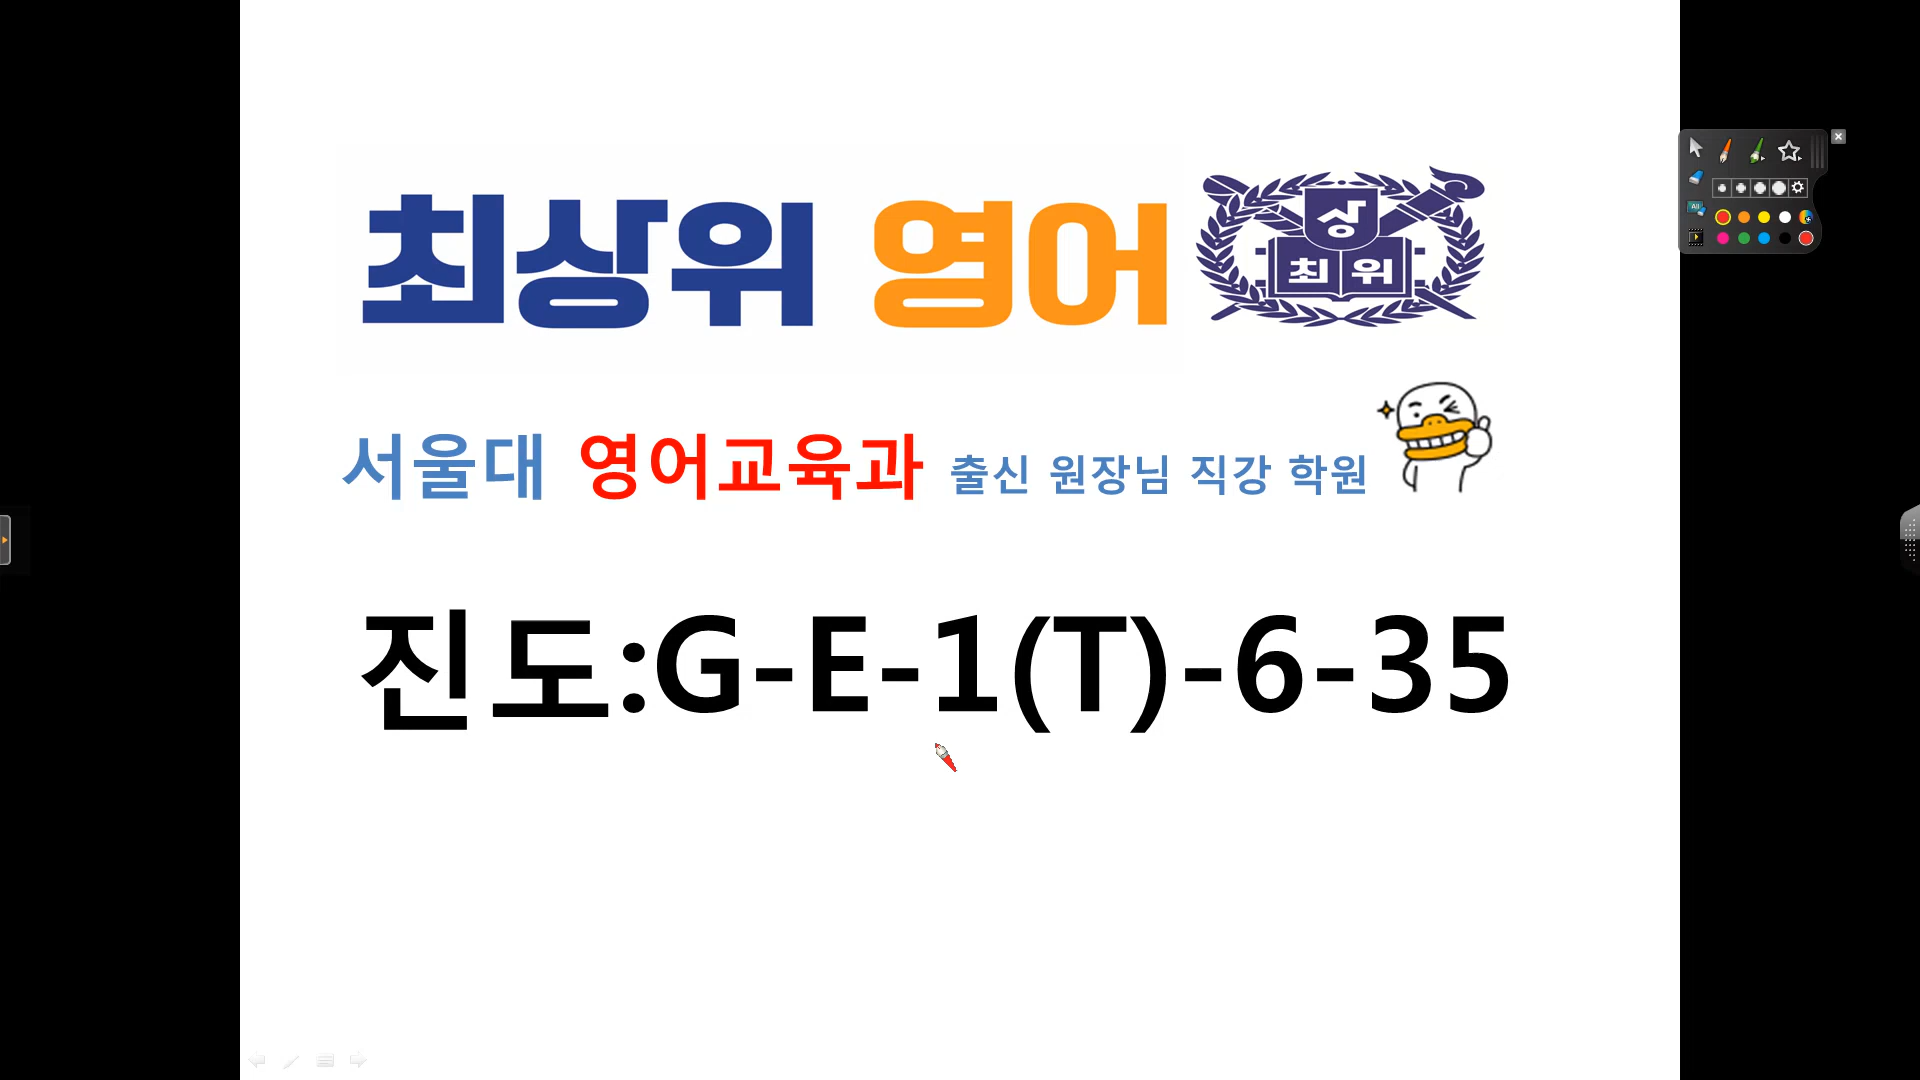 최상위 영어
상
최 위
서울대 영어교육과 출신 원장님 직강 학원
진도:G-E-1(T)-6-35
All